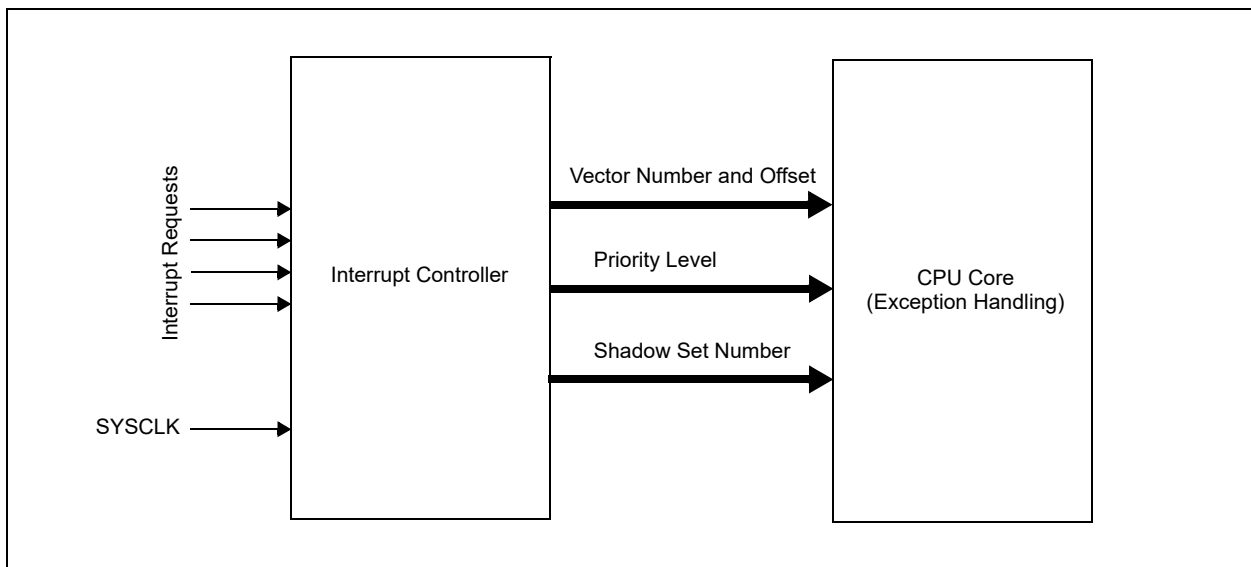 Interrupt Requests
SYSCLK
Interrupt Controller
Vector Number and Offset
Priority Level
Shadow Set Number
CPU Core
(Exception Handling)